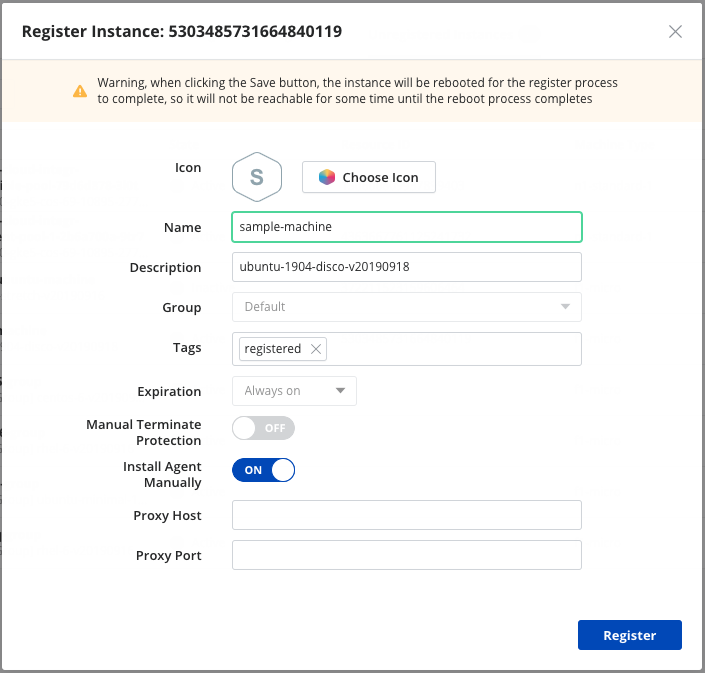 Register Instance: 5303485731664840119
Warning, when clicking the Save button, the instance will be rebooted for the register process
to complete, so it will not be reachable for some time until the reboot process completes
Icon
S
Choose Icon
Name
sample-machine
Description
ubuntu-1904-disco-v20190918
Group
Default
Tags
registered
Expiration
Always on
Manual Terminate
Protection
OFF
Install Agent
Manually
ON
Proxy Host
Proxy Port
Register